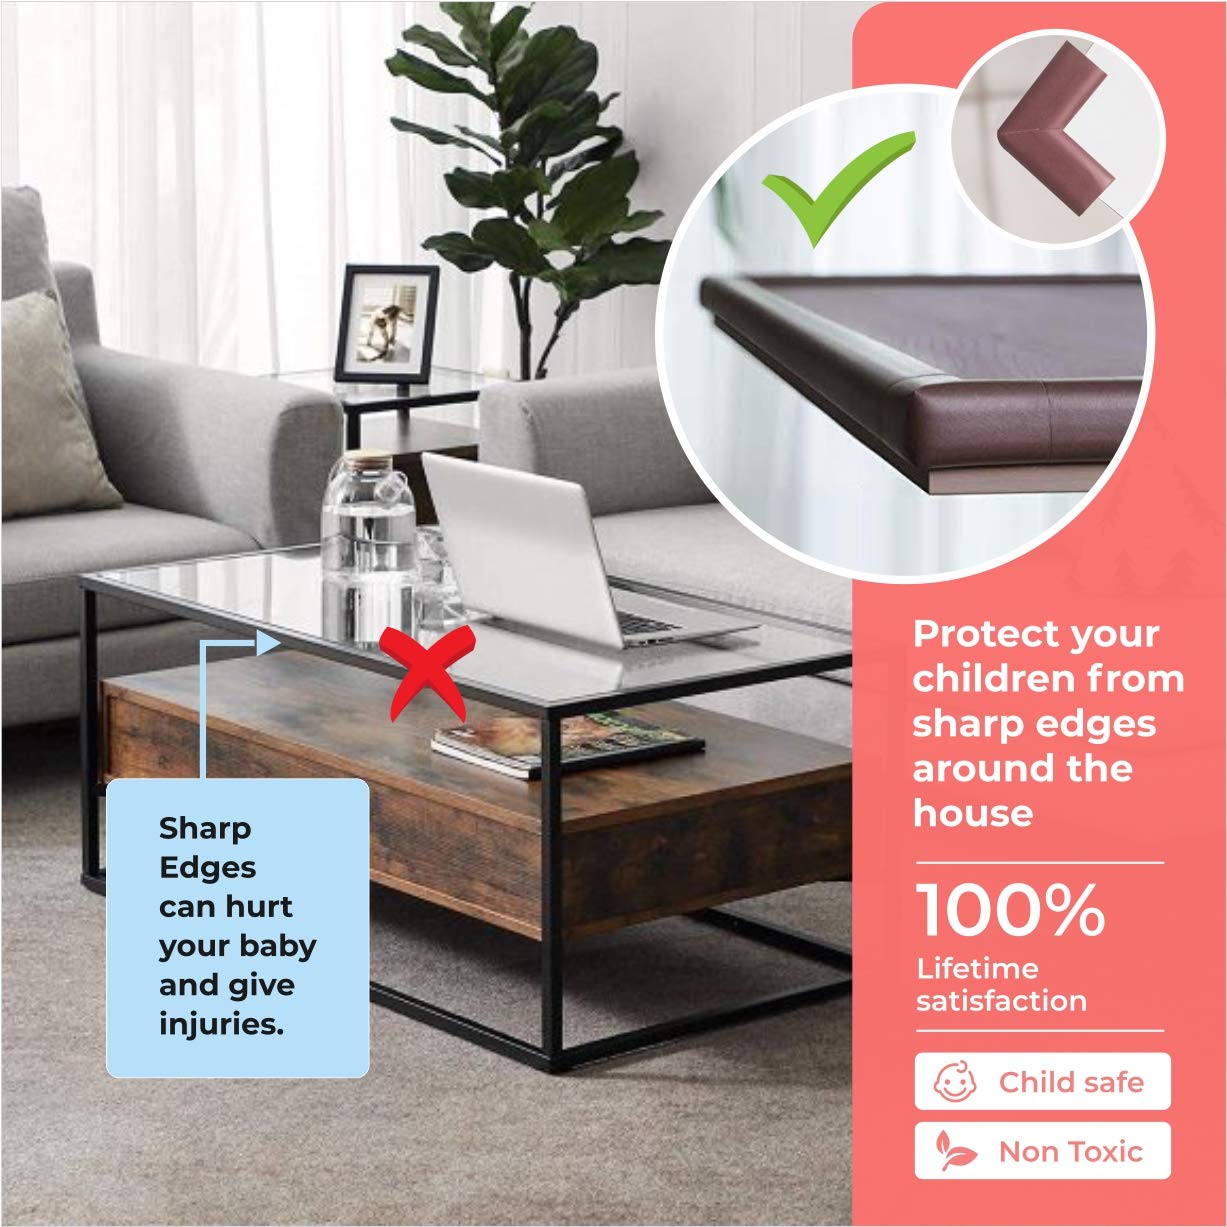 Protect your
children from
sharp edges
around the
house
100%
Lifetime
satisfaction
Child safe
Non Toxic
Sharp
Edges
can hurt
your baby
and give
injuries.